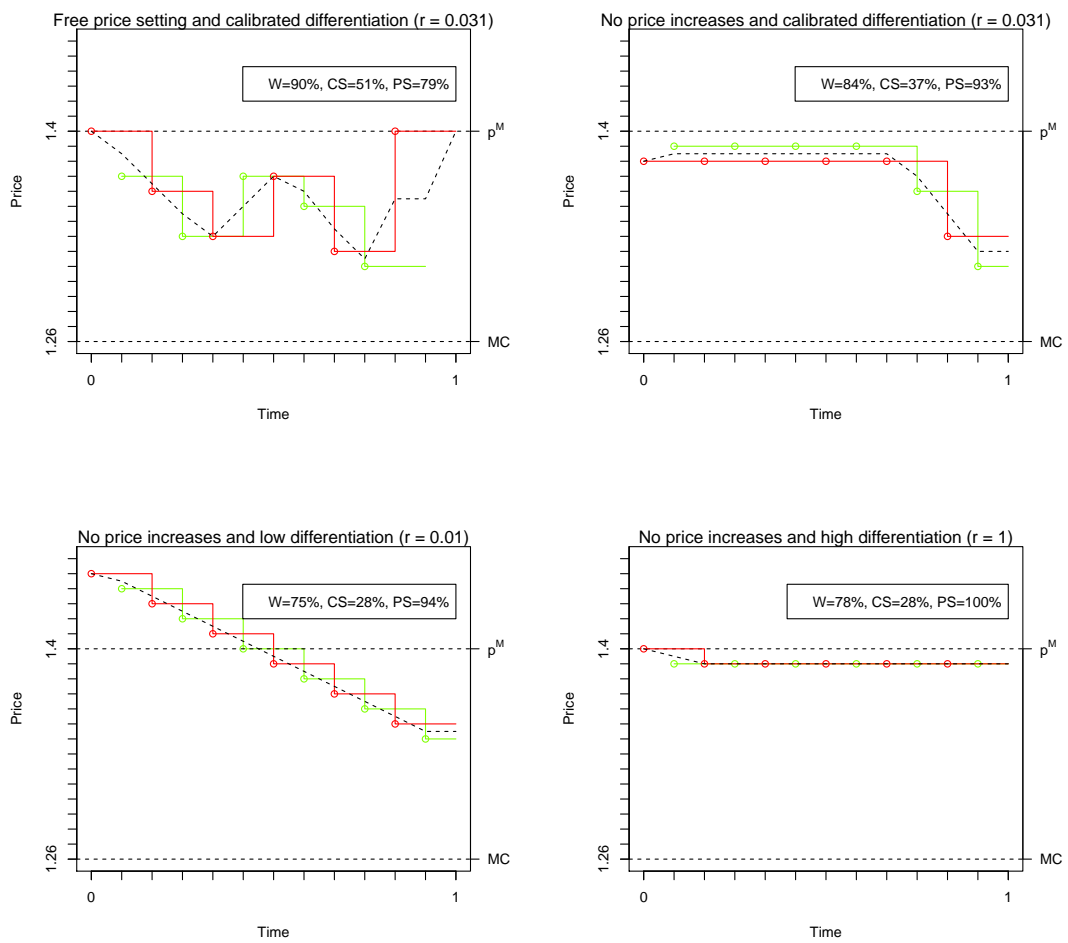 Free price setting and calibrated differentiation (r = 0.031)
W=90%, CS=51%, PS=79%
1.4
p^M
Price
1.26
MC
0
1
Time
No price increases and calibrated differentiation (r = 0.031)
W=84%, CS=37%, PS=93%
1.4
p^M
Price
1.26
MC
0
1
Time
No price increases and low differentiation (r = 0.01)
W=75%, CS=28%, PS=94%
1.4
p^M
Price
1.26
MC
0
1
Time
No price increases and high differentiation (r = 1)
W=78%, CS=28%, PS=100%
1.4
p^M
Price
1.26
MC
0
1
Time